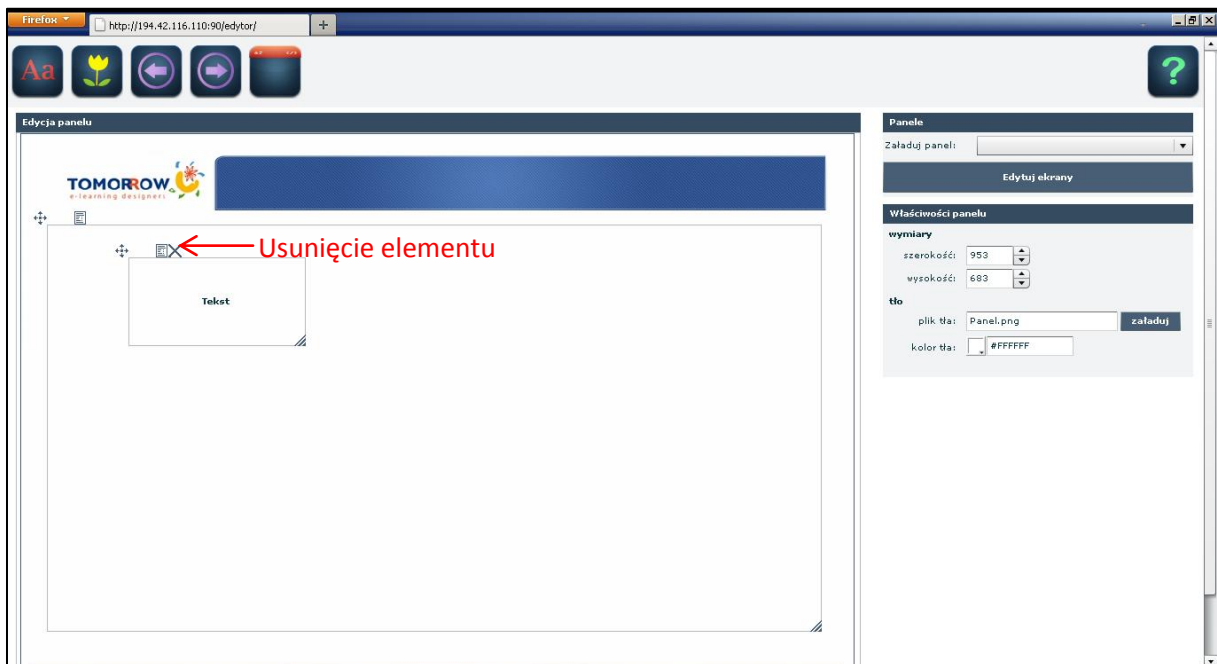 Firefox
http://194.42.116.110:90/edytor/
+
Aa
?
Edycja panelu
TOMORROW
e-learning designers
Usunięcie elementu
Tekst
Panele
Załaduj panel:
Edytuj ekrany
Właściwości panelu
wymiary
szerokość: 953
wysokość: 683
tło
plik tła: Panel.png załaduj
kolor tła: #FFFFFF